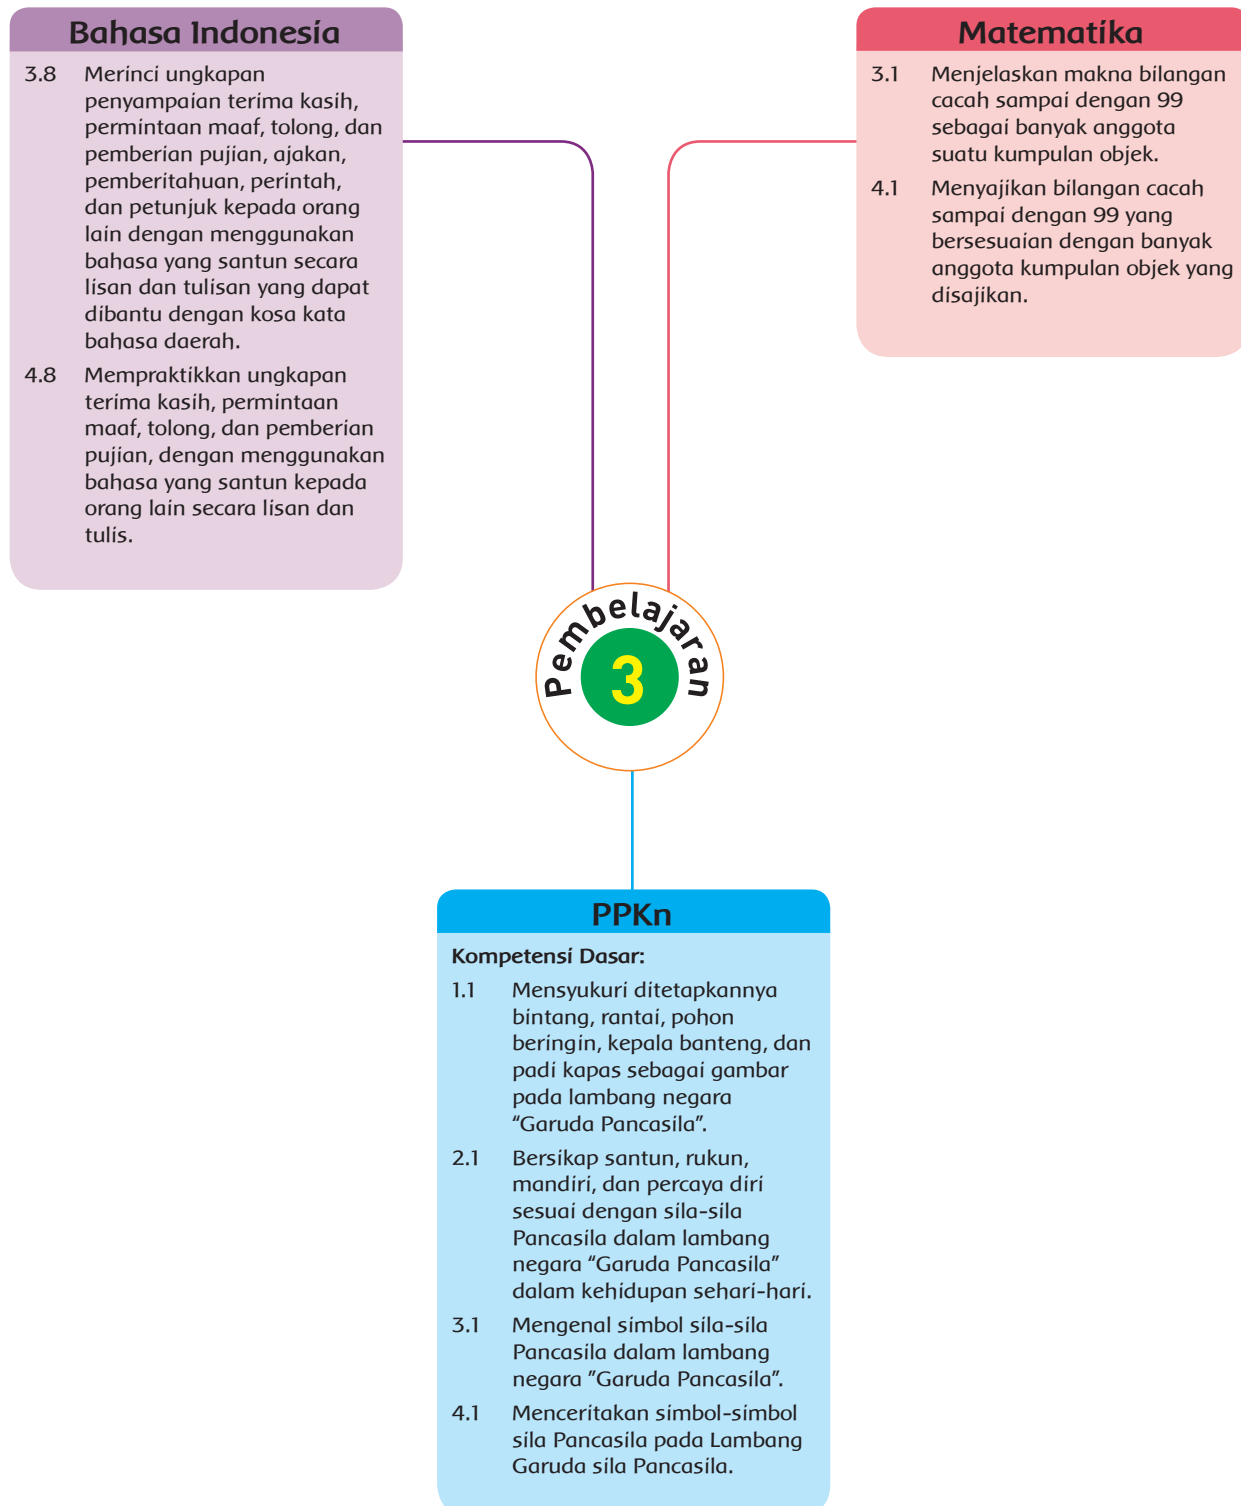 Bahasa Indonesia
3.8 Merinci ungkapan
penyampaian terima kasih,
permintaan maaf, tolong, dan
pemberian pujian, ajakan,
pemberitahuan, perintah,
dan petunjuk kepada orang
lain dengan menggunakan
bahasa yang santun secara
lisan dan tulisan yang dapat
dibantu dengan kosa kata
bahasa daerah.
4.8 Mempraktikkan ungkapan
terima kasih, permintaan
maaf, tolong, dan pemberian
pujian, dengan menggunakan
bahasa yang santun kepada
orang lain secara lisan dan
tulis.
Matematika
3.1 Menjelaskan makna bilangan
cacah sampai dengan 99
sebagai banyak anggota
suatu kumpulan objek.
4.1 Menyajikan bilangan cacah
sampai dengan 99 yang
bersesuaian dengan banyak
anggota kumpulan objek yang
disajikan.
Pembelajaran
3
PPKn
Kompetensi Dasar:
1.1 Mensyukuri ditetapkannya
bintang, rantai, pohon
beringin, kepala banteng, dan
padi kapas sebagai gambar
pada lambang negara
“Garuda Pancasila”.
2.1 Bersikap santun, rukun,
mandiri, dan percaya diri
sesuai dengan sila-sila
Pancasila dalam lambang
negara “Garuda Pancasila”
dalam kehidupan sehari-hari.
3.1 Mengenal simbol sila-sila
Pancasila dalam lambang
negara ”Garuda Pancasila”.
4.1 Menceritakan simbol-simbol
sila Pancasila pada Lambang
Garuda sila Pancasila.